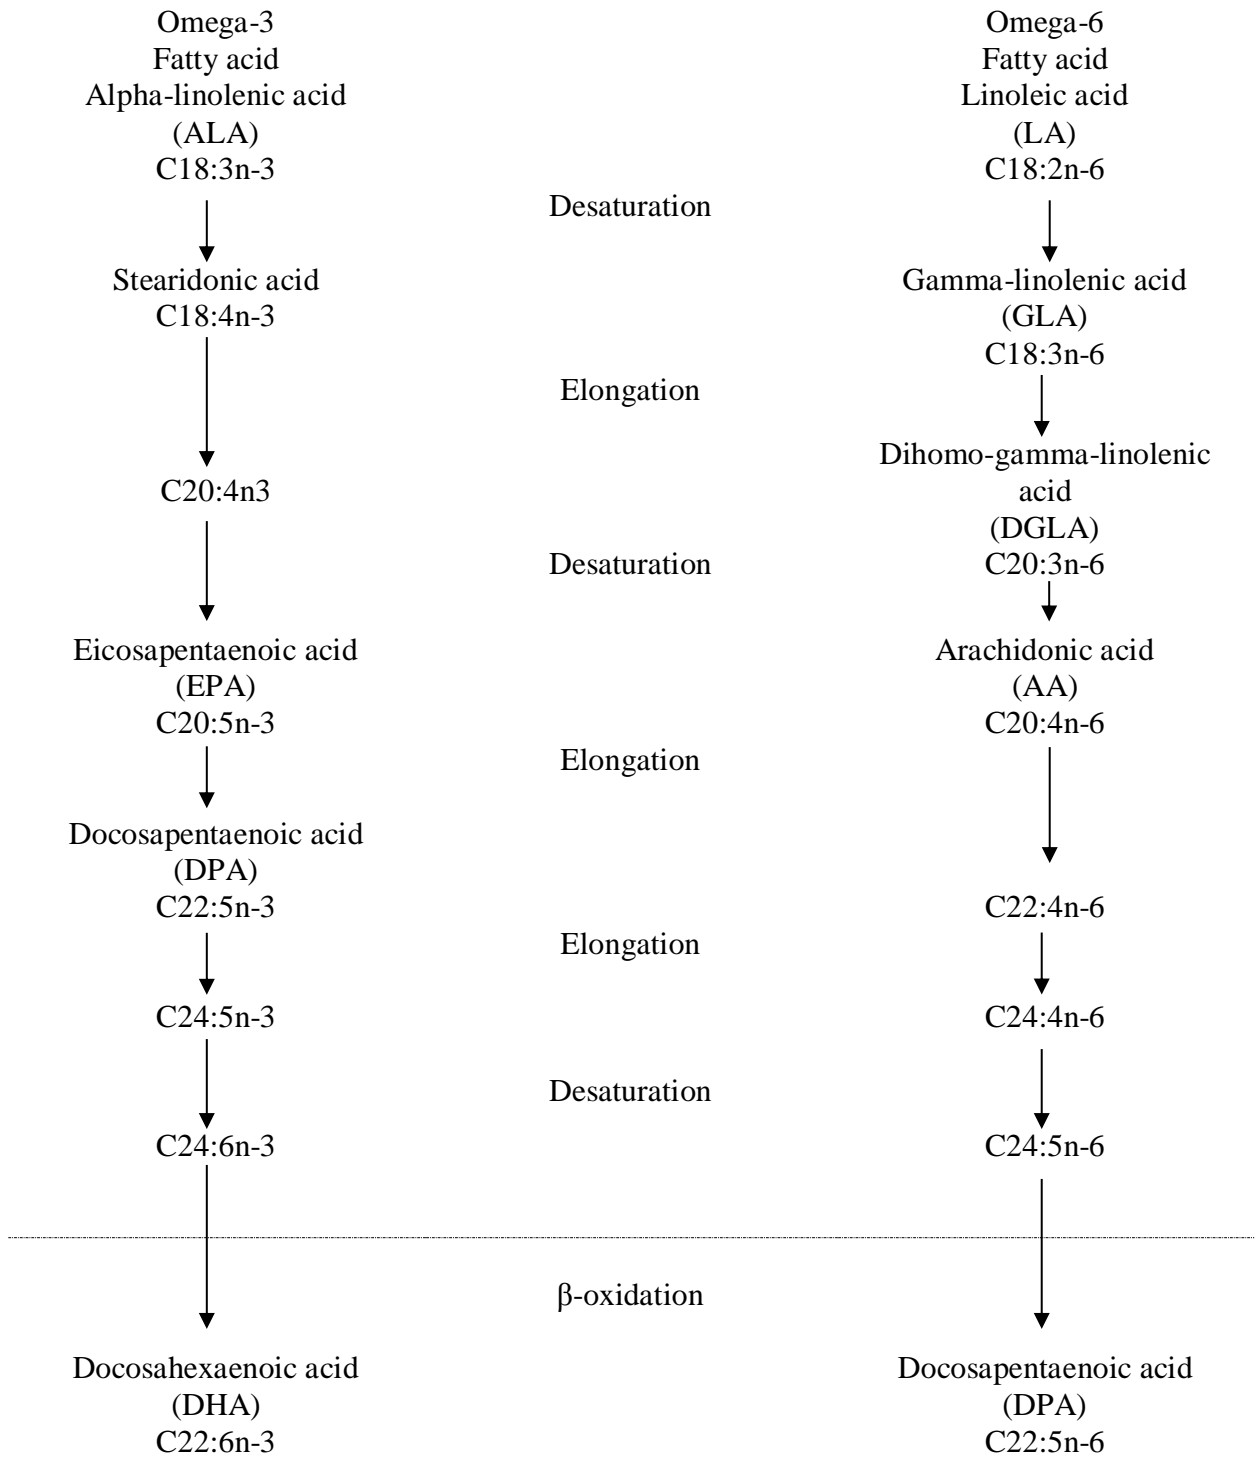 Omega-3
Fatty acid
Alpha-linolenic acid
(ALA)
C18:3n-3
Omega-6
Fatty acid
Linoleic acid
(LA)
C18:2n-6
Desaturation
Stearidonic acid
C18:4n-3
Gamma-linolenic acid
(GLA)
C18:3n-6
Elongation
C20:4n3
Dihomo-gamma-linolenic
acid
(DGLA)
C20:3n-6
Desaturation
Eicosapentaenoic acid
(EPA)
C20:5n-3
Arachidonic acid
(AA)
C20:4n-6
Elongation
Docosapentaenoic acid
(DPA)
C22:5n-3
C22:4n-6
Elongation
C24:5n-3
C24:4n-6
Desaturation
C24:6n-3
C24:5n-6
β-oxidation
Docosahexaenoic acid
(DHA)
C22:6n-3
Docosapentaenoic acid
(DPA)
C22:5n-6